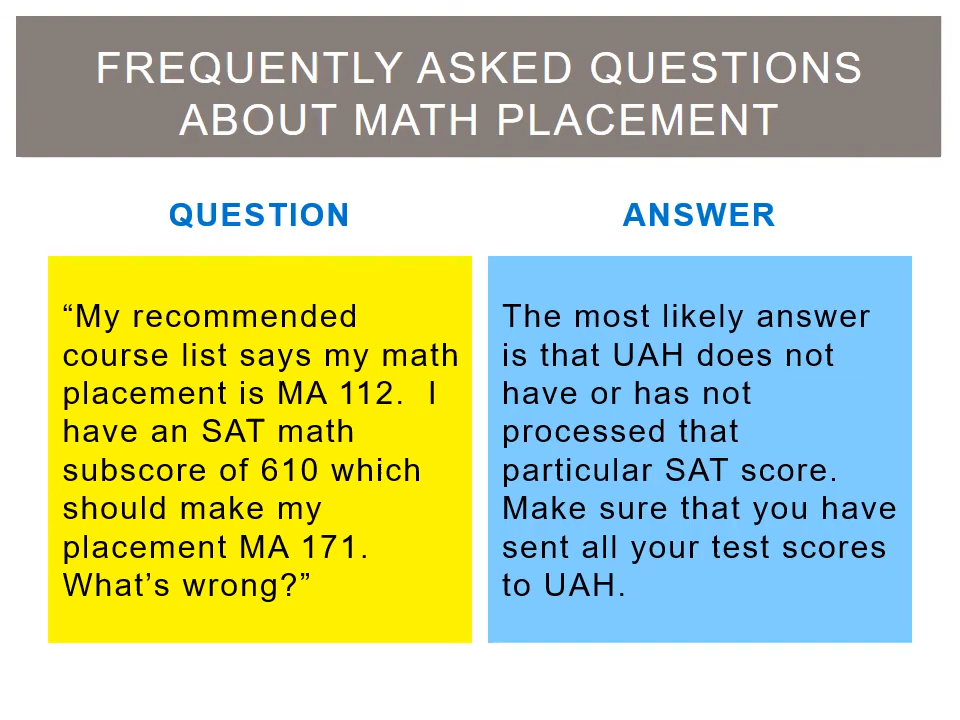 FREQUENTLY ASKED QUESTIONS
ABOUT MATH PLACEMENT
QUESTION
“My recommended
course list says my math
placement is MA 112.  I
have an SAT math
subscore of 610 which
should make my
placement MA 171.
What’s wrong?”
ANSWER
The most likely answer
is that UAH does not
have or has not
processed that
particular SAT score.
Make sure that you have
sent all your test scores
to UAH.